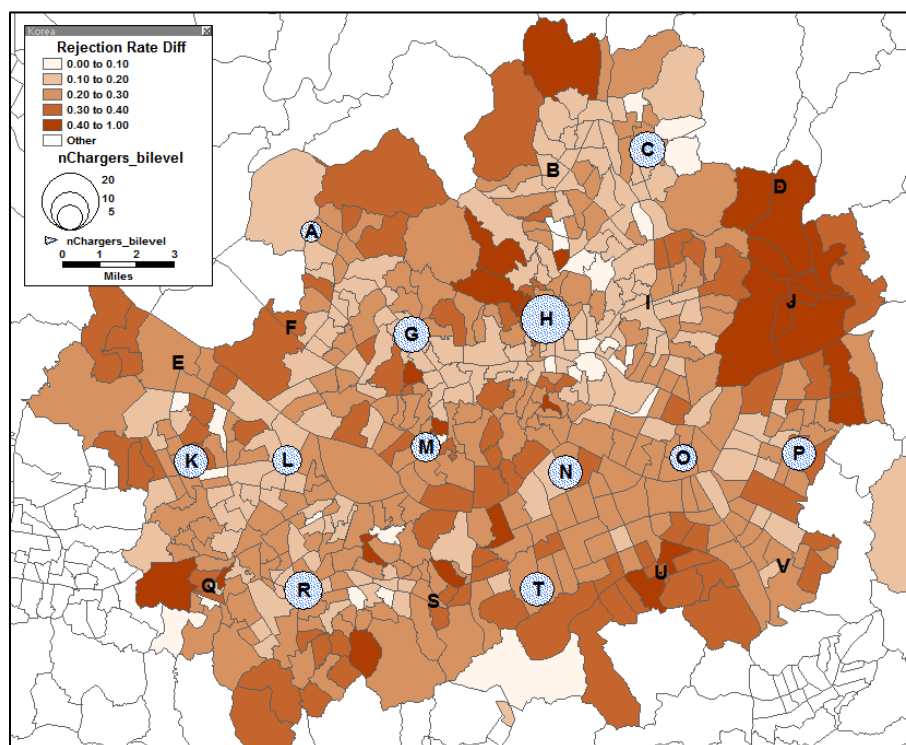 Korea
Rejection Rate Diff
0.00 to 0.10
0.10 to 0.20
0.20 to 0.30
0.30 to 0.40
0.40 to 1.00
Other
nChargers_bilevel
20
10
5
nChargers_bilevel
0 1 2 3
Miles
B
C
D
A
I
J
H
F
G
E
M
K
L
N
O
P
Q
R
S
T
U
V